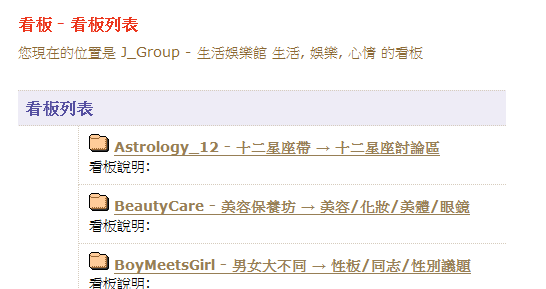 看板 - 看板列表
您現在的位置是 J_Group - 生活娛樂館 生活, 娛樂, 心情 的看板
看板列表
Astrology_12 - 十二星座帶 → 十二星座討論區
看板說明:
BeautyCare - 美容保養坊 → 美容/化妝/美體/眼鏡
看板說明:
BoyMeetsGirl - 男女大不同 → 性板/同志/性別議題
看板說明: